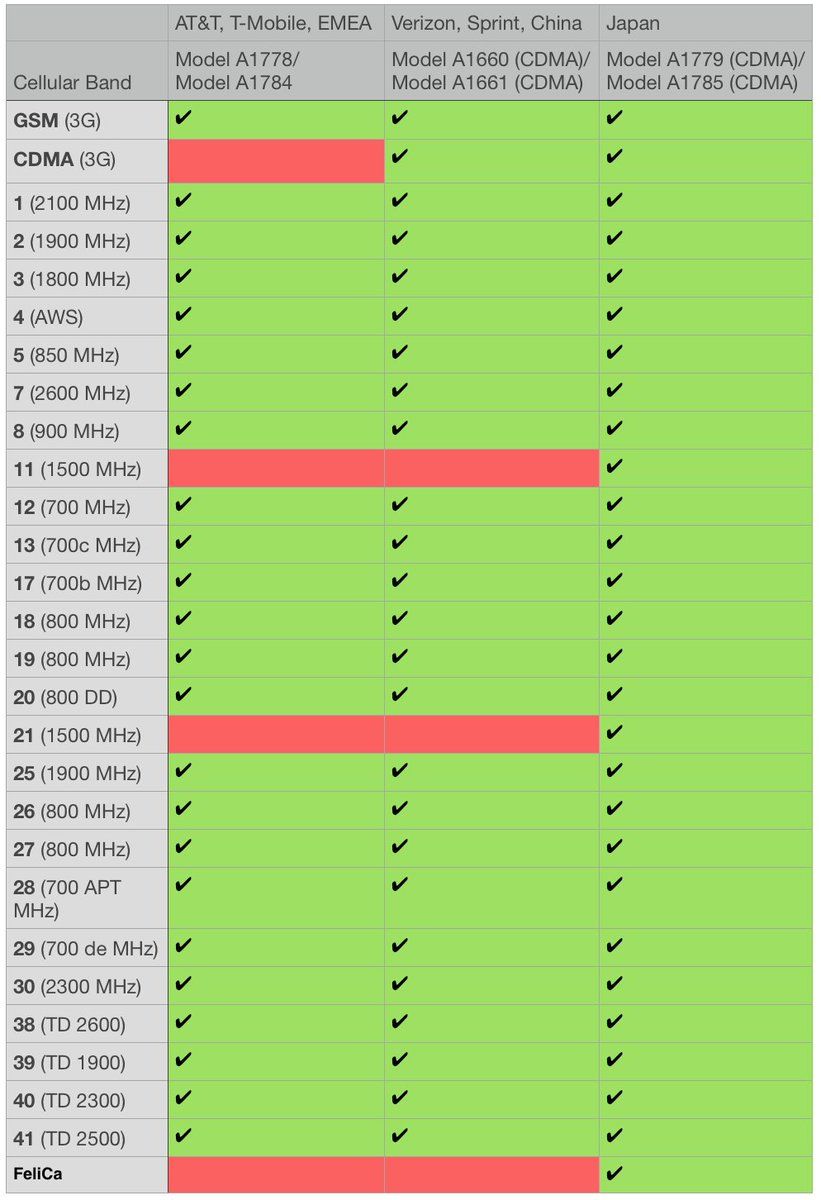 AT&T, T-Mobile, EMEA Verizon, Sprint, China Japan
Cellular Band Model A1778/ Model A1660 (CDMA)/ Model A1779 (CDMA)/
Model A1784 Model A1661 (CDMA) Model A1785 (CDMA)
GSM (3G) ✔ ✔ ✔
CDMA (3G) ✔ ✔
1 (2100 MHz) ✔ ✔ ✔
2 (1900 MHz) ✔ ✔ ✔
3 (1800 MHz) ✔ ✔ ✔
4 (AWS) ✔ ✔ ✔
5 (850 MHz) ✔ ✔ ✔
7 (2600 MHz) ✔ ✔ ✔
8 (900 MHz) ✔ ✔ ✔
11 (1500 MHz) ✔
12 (700 MHz) ✔ ✔ ✔
13 (700c MHz) ✔ ✔ ✔
17 (700b MHz) ✔ ✔ ✔
18 (800 MHz) ✔ ✔ ✔
19 (800 MHz) ✔ ✔ ✔
20 (800 DD) ✔ ✔ ✔
21 (1500 MHz) ✔
25 (1900 MHz) ✔ ✔ ✔
26 (800 MHz) ✔ ✔ ✔
27 (800 MHz) ✔ ✔ ✔
28 (700 APT ✔ ✔ ✔
MHz)
29 (700 de MHz) ✔ ✔ ✔
30 (2300 MHz) ✔ ✔ ✔
38 (TD 2600) ✔ ✔ ✔
39 (TD 1900) ✔ ✔ ✔
40 (TD 2300) ✔ ✔ ✔
41 (TD 2500) ✔ ✔ ✔
FeliCa ✔